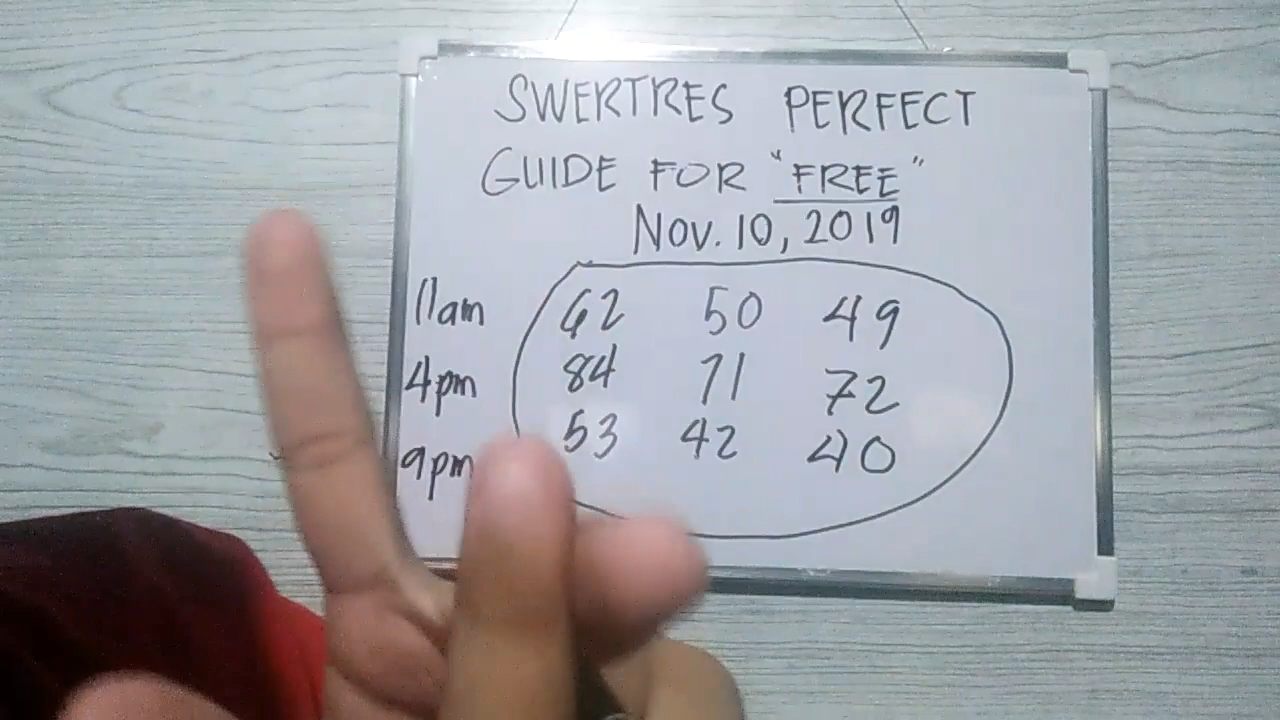 SWERTRES PERFECT
GUIDE FOR "FREE"
Nov. 10, 2019
11am 62 50 49
4pm 84 71 72
9pm 53 42 40